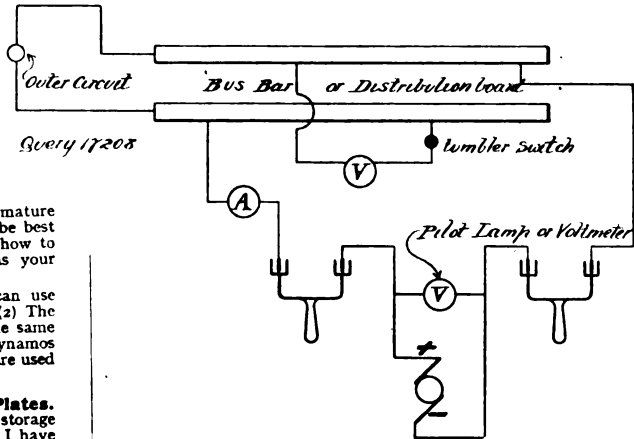 Outer Circuit
Bus Bar or Distribution board
Query 17208
tumbler switch
V
A
Pilot Lamp or Voltmeter
V
+
−
mature
be best
how to
s your
can use
(2) The
e same
ynamos
re used
Plates.
storage
I have